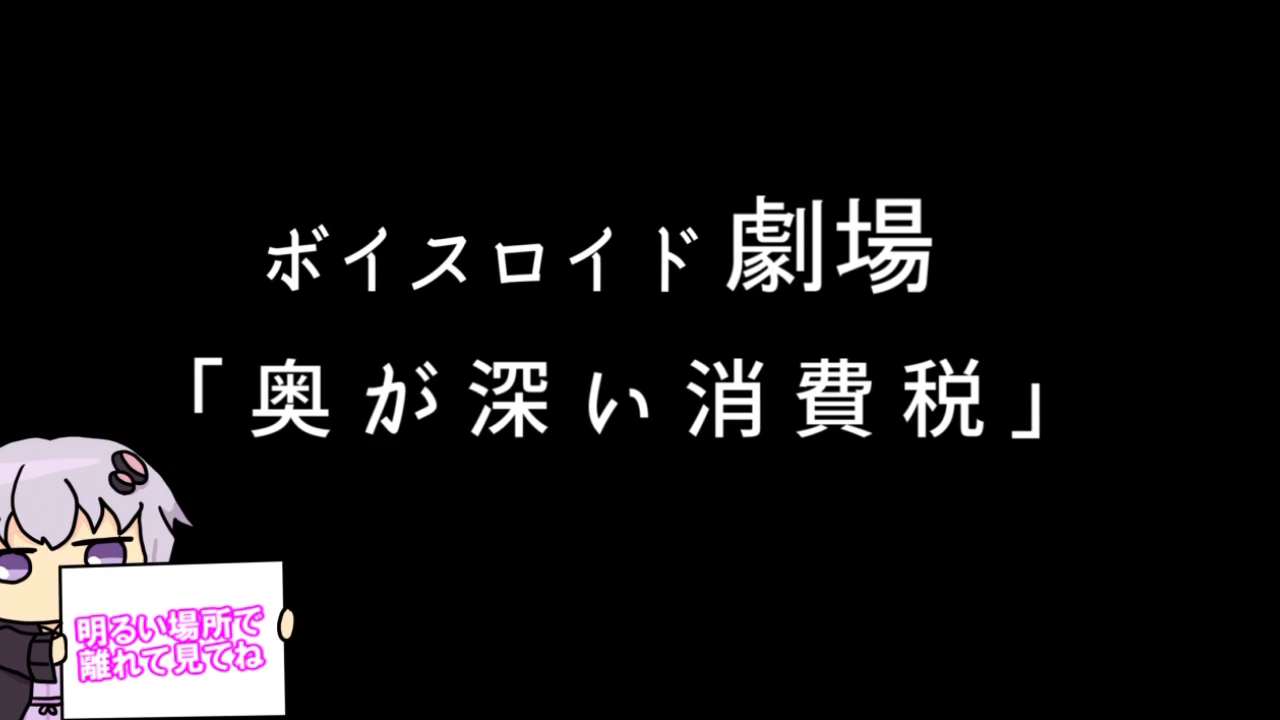 ボイスロイド劇場
「奥が深い消費税」
明るい場所で
離れて見てね